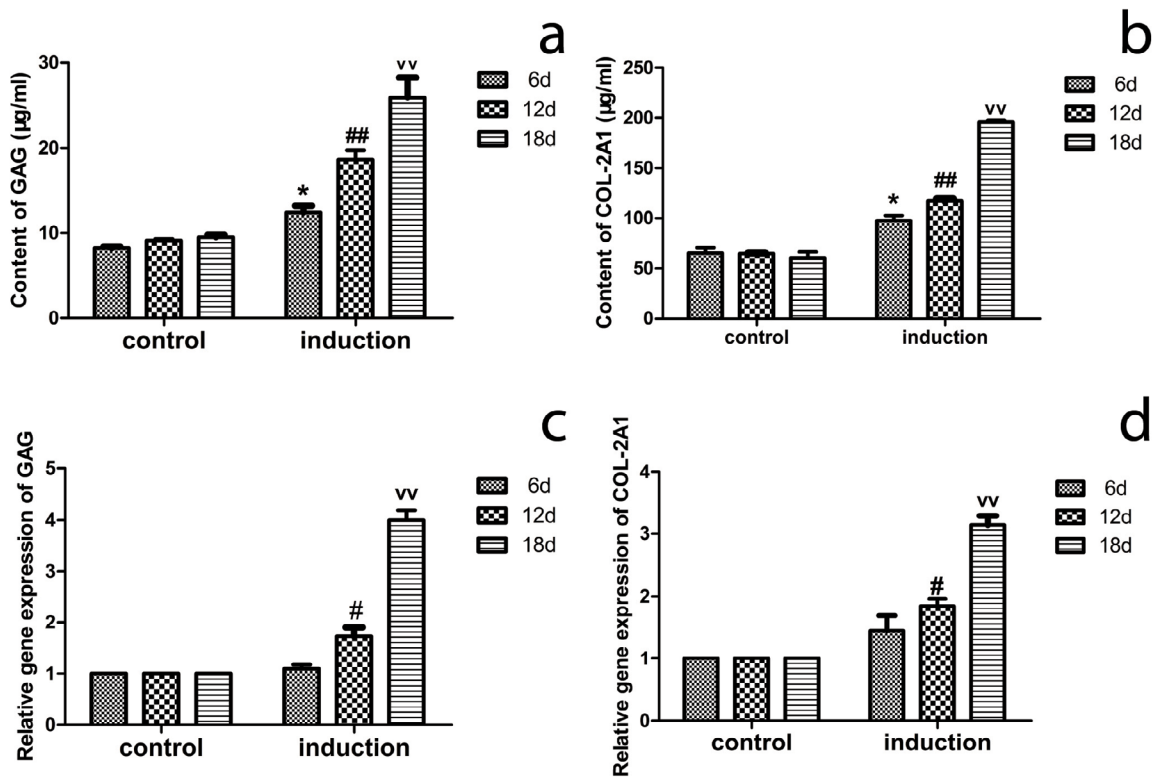 a
Content of GAG (µg/ml)
30
20
10
0
vv
##
*
6d
12d
18d
control
induction
b
Content of COL-2A1 (µg/ml)
250
200
150
100
50
0
vv
##
*
6d
12d
18d
control
induction
c
Relative gene expression of GAG
5
4
3
2
1
0
vv
#
6d
12d
18d
control
induction
d
Relative gene expression of COL-2A1
4
3
2
1
0
vv
#
6d
12d
18d
control
induction